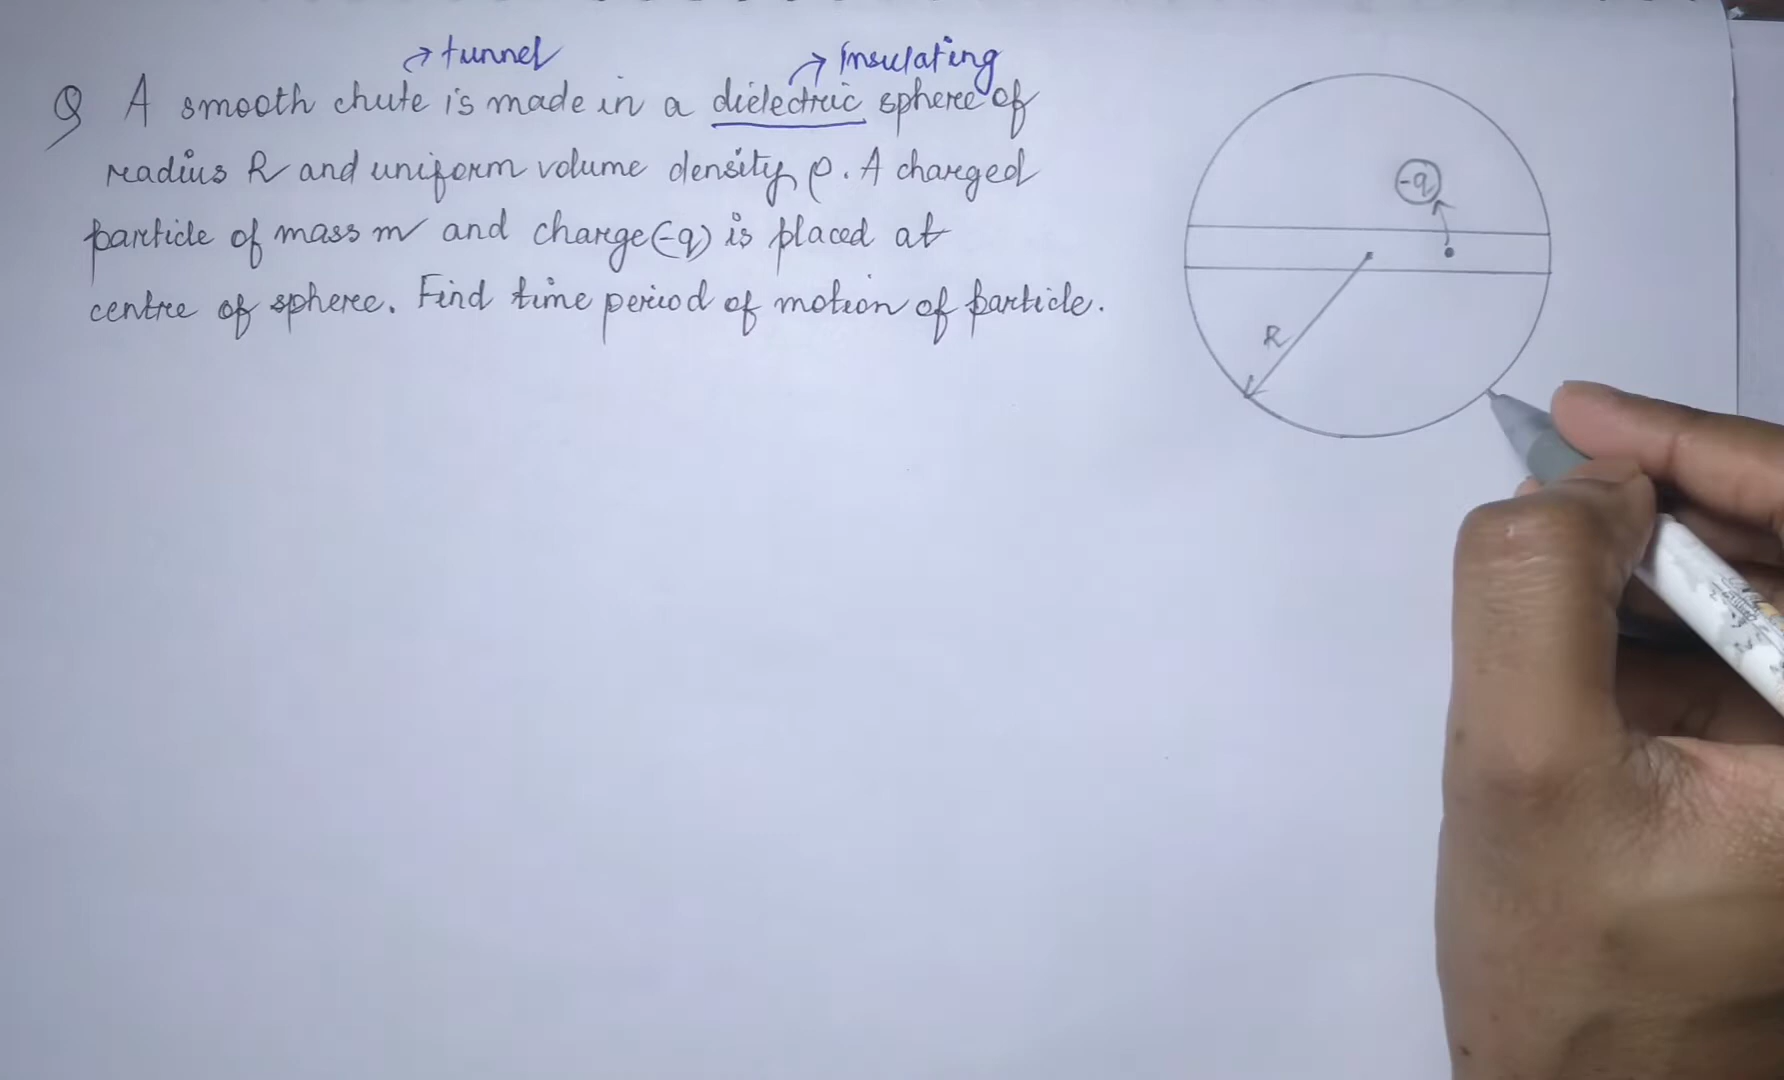 → tunnel → Insulating
Q A smooth chute is made in a dielectric sphere of
radius R and uniform volume density ρ. A charged
particle of mass m and charge (-q) is placed at
centre of sphere. Find time period of motion of particle.
-q
R